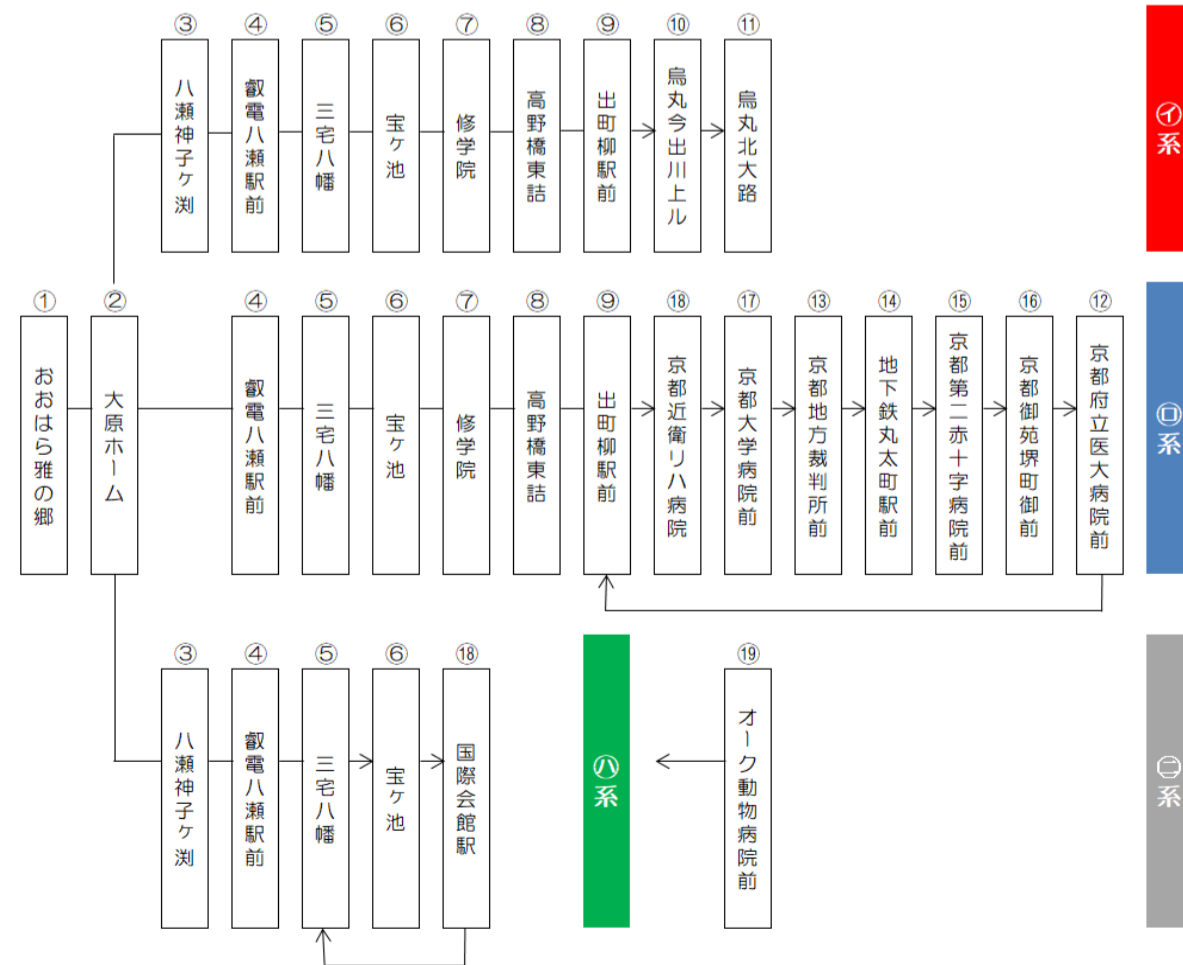 ③ ④ ⑤ ⑥ ⑦ ⑧ ⑨ ⑩ ⑪
八瀬神子ヶ渕
叡電八瀬駅前
三宅八幡
宝ヶ池
修学院
高野橋東詰
出町柳駅前
烏丸今出川上ル
烏丸北大路
㋑系
① ② ④ ⑤ ⑥ ⑦ ⑧ ⑨ ⑱ ⑰ ⑬ ⑭ ⑮ ⑯ ⑫
おおはら雅の郷
大原ホーム
叡電八瀬駅前
三宅八幡
宝ヶ池
修学院
高野橋東詰
出町柳駅前
京都近衛リハ病院
京都大学病院前
京都地方裁判所前
地下鉄丸太町駅前
京都第二赤十字病院前
京都御苑堺町御前
京都府立医大病院前
㋺系
③ ④ ⑤ ⑥ ⑱ ⑲
八瀬神子ヶ渕
叡電八瀬駅前
三宅八幡
宝ヶ池
国際会館駅
㋩系
オーク動物病院前
㊁系